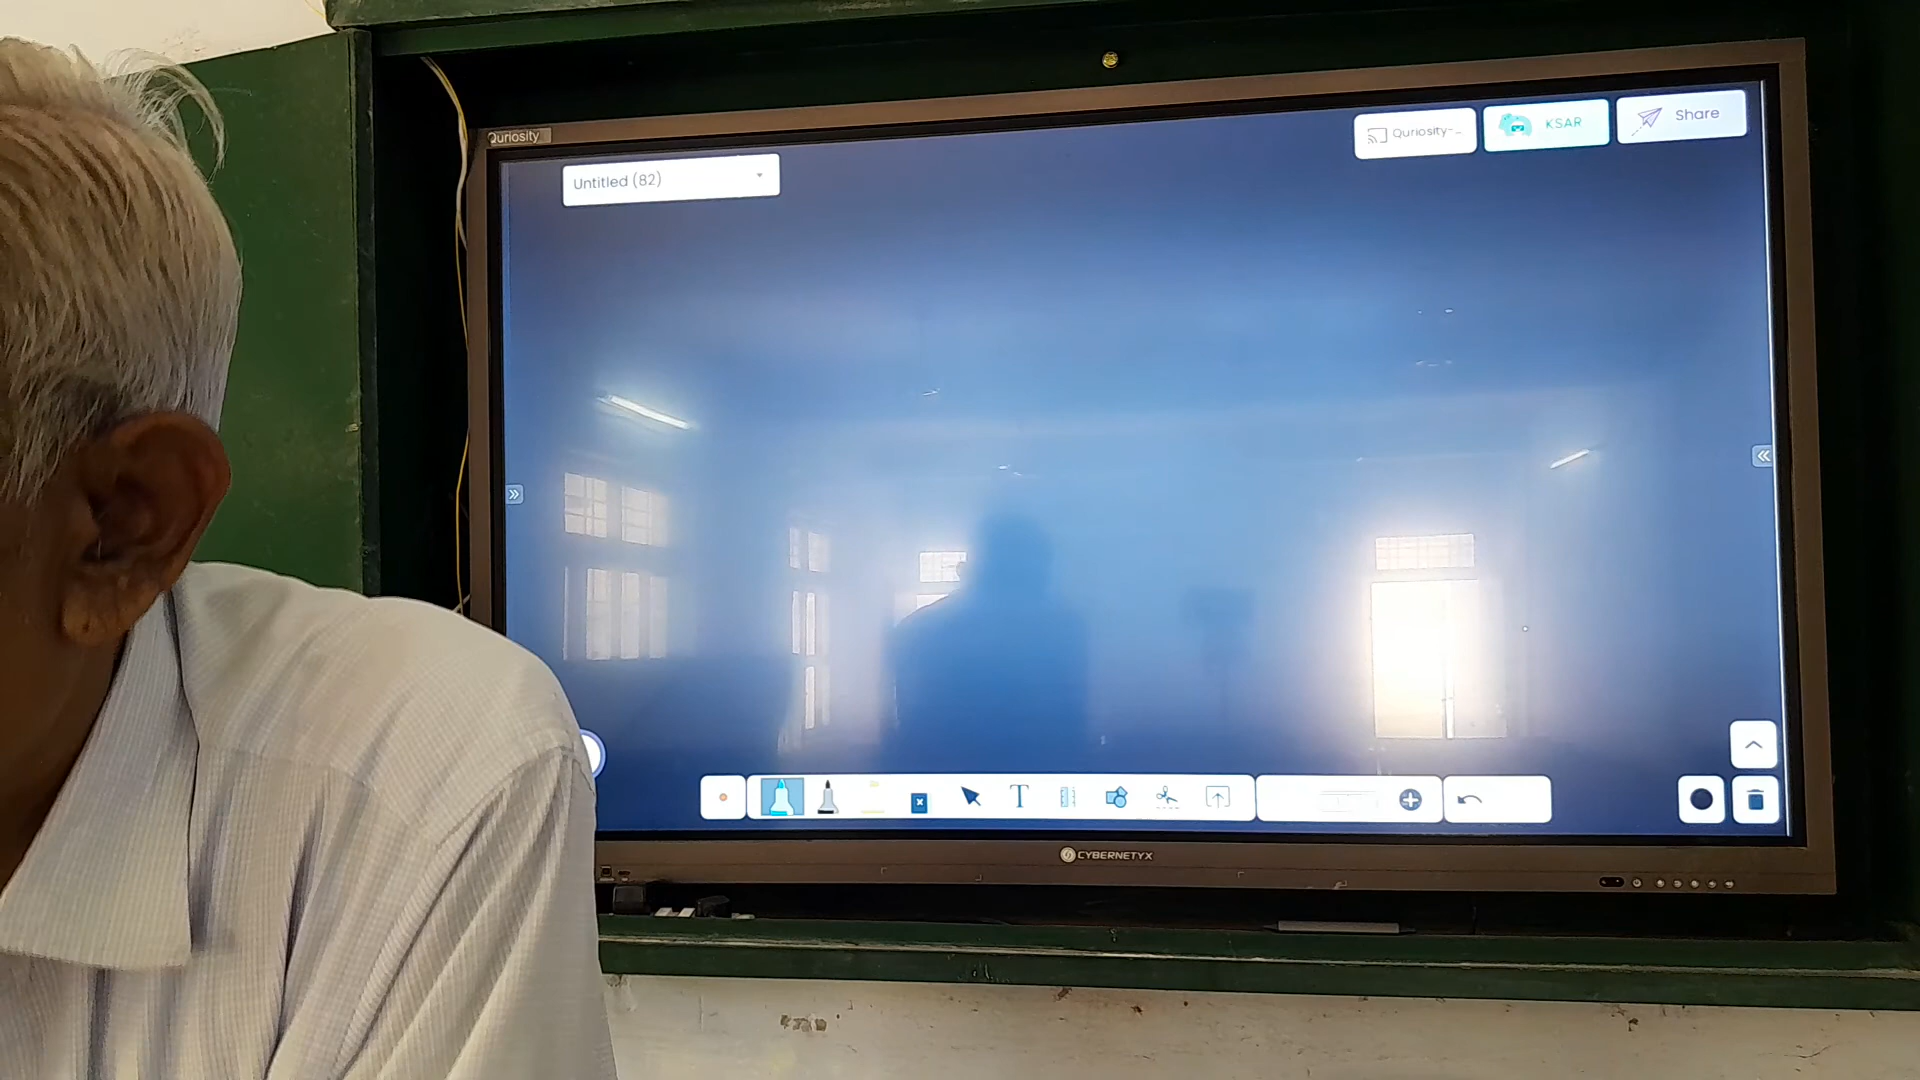 Quriosity
Untitled (82)
Quriosity-...
KSAR
Share
T
CYBERNETYX